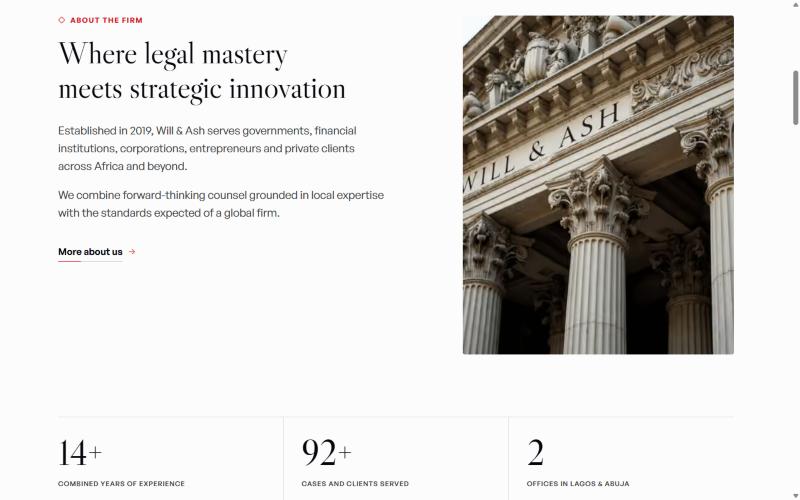 ABOUT THE FIRM
Where legal mastery
meets strategic innovation
Established in 2019, Will & Ash serves governments, financial
institutions, corporations, entrepreneurs and private clients
across Africa and beyond.
We combine forward-thinking counsel grounded in local expertise
with the standards expected of a global firm.
More about us →
WILL & ASH
14+
COMBINED YEARS OF EXPERIENCE
92+
CASES AND CLIENTS SERVED
2
OFFICES IN LAGOS & ABUJA